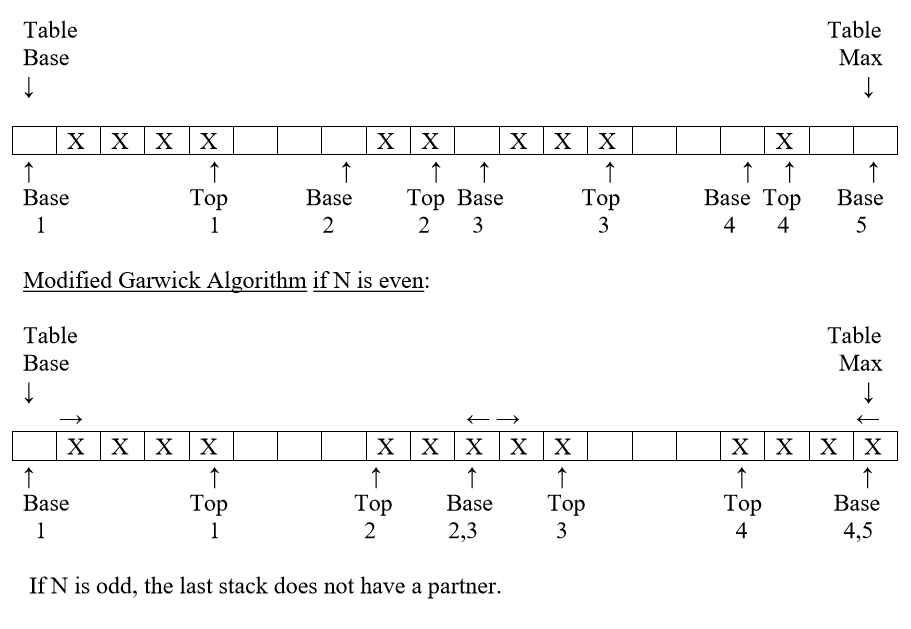 Table Table
Base Max
↓ ↓
X X X X X X X X X X
↑ ↑ ↑ ↑ ↑ ↑ ↑ ↑ ↑
Base Top Base Top Base Top Base Top Base
1 1 2 2 3 3 4 4 5
Modified Garwick Algorithm if N is even:
Table Table
Base Max
↓ ↓
→ ← → ←
X X X X X X X X X X X X X
↑ ↑ ↑ ↑ ↑ ↑ ↑
Base Top Top Base Top Top Base
1 1 2 2,3 3 4 4,5
If N is odd, the last stack does not have a partner.